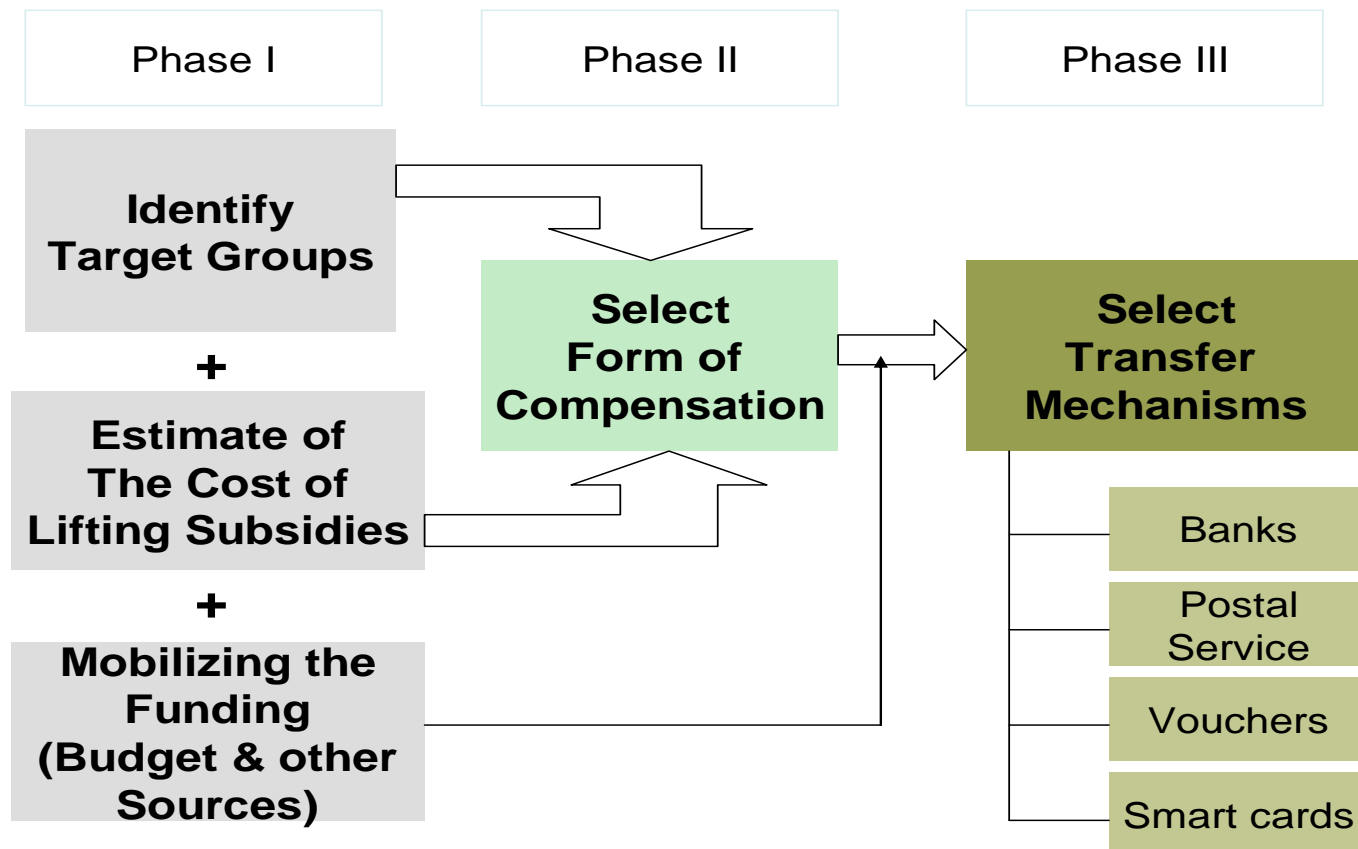 Phase I
Phase II
Phase III
Identify
Target Groups
+
Estimate of
The Cost of
Lifting Subsidies
+
Mobilizing the
Funding
(Budget & other
Sources)
Select
Form of
Compensation
Select
Transfer
Mechanisms
Banks
Postal
Service
Vouchers
Smart cards